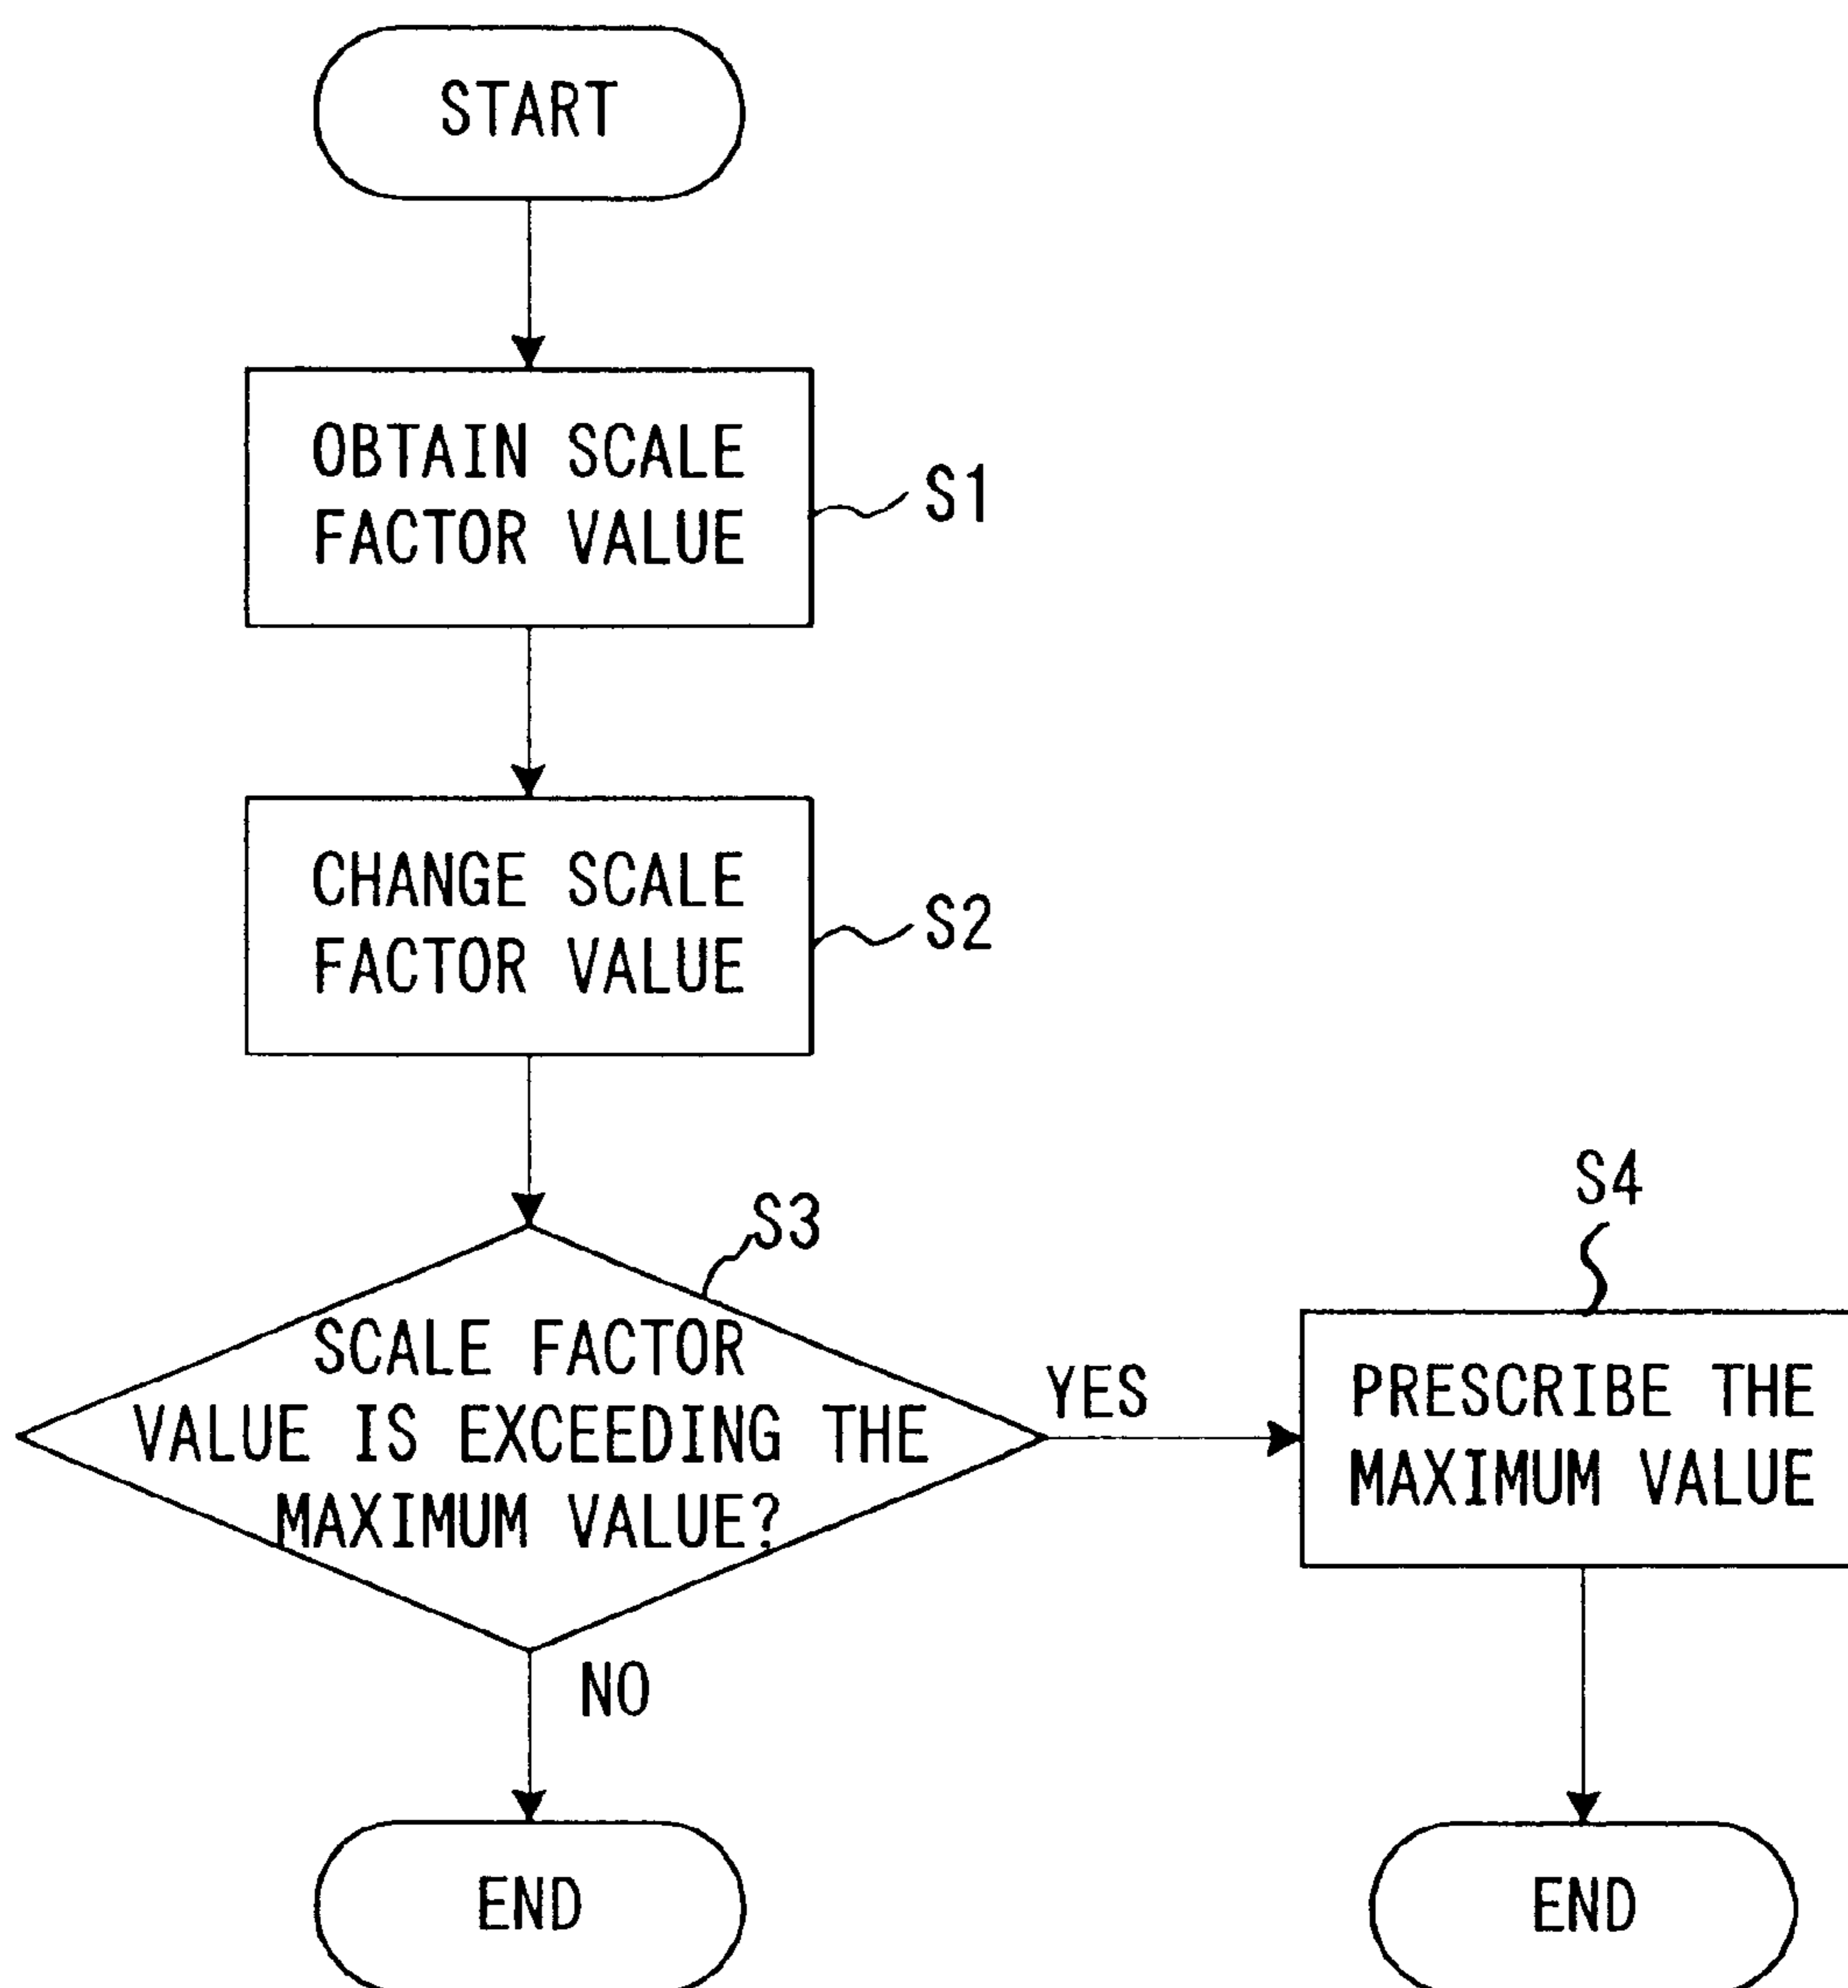 START
OBTAIN SCALE
FACTOR VALUE
S1
CHANGE SCALE
FACTOR VALUE
S2
S3
SCALE FACTOR
VALUE IS EXCEEDING THE
MAXIMUM VALUE?
YES
S4
PRESCRIBE THE
MAXIMUM VALUE
NO
END
END